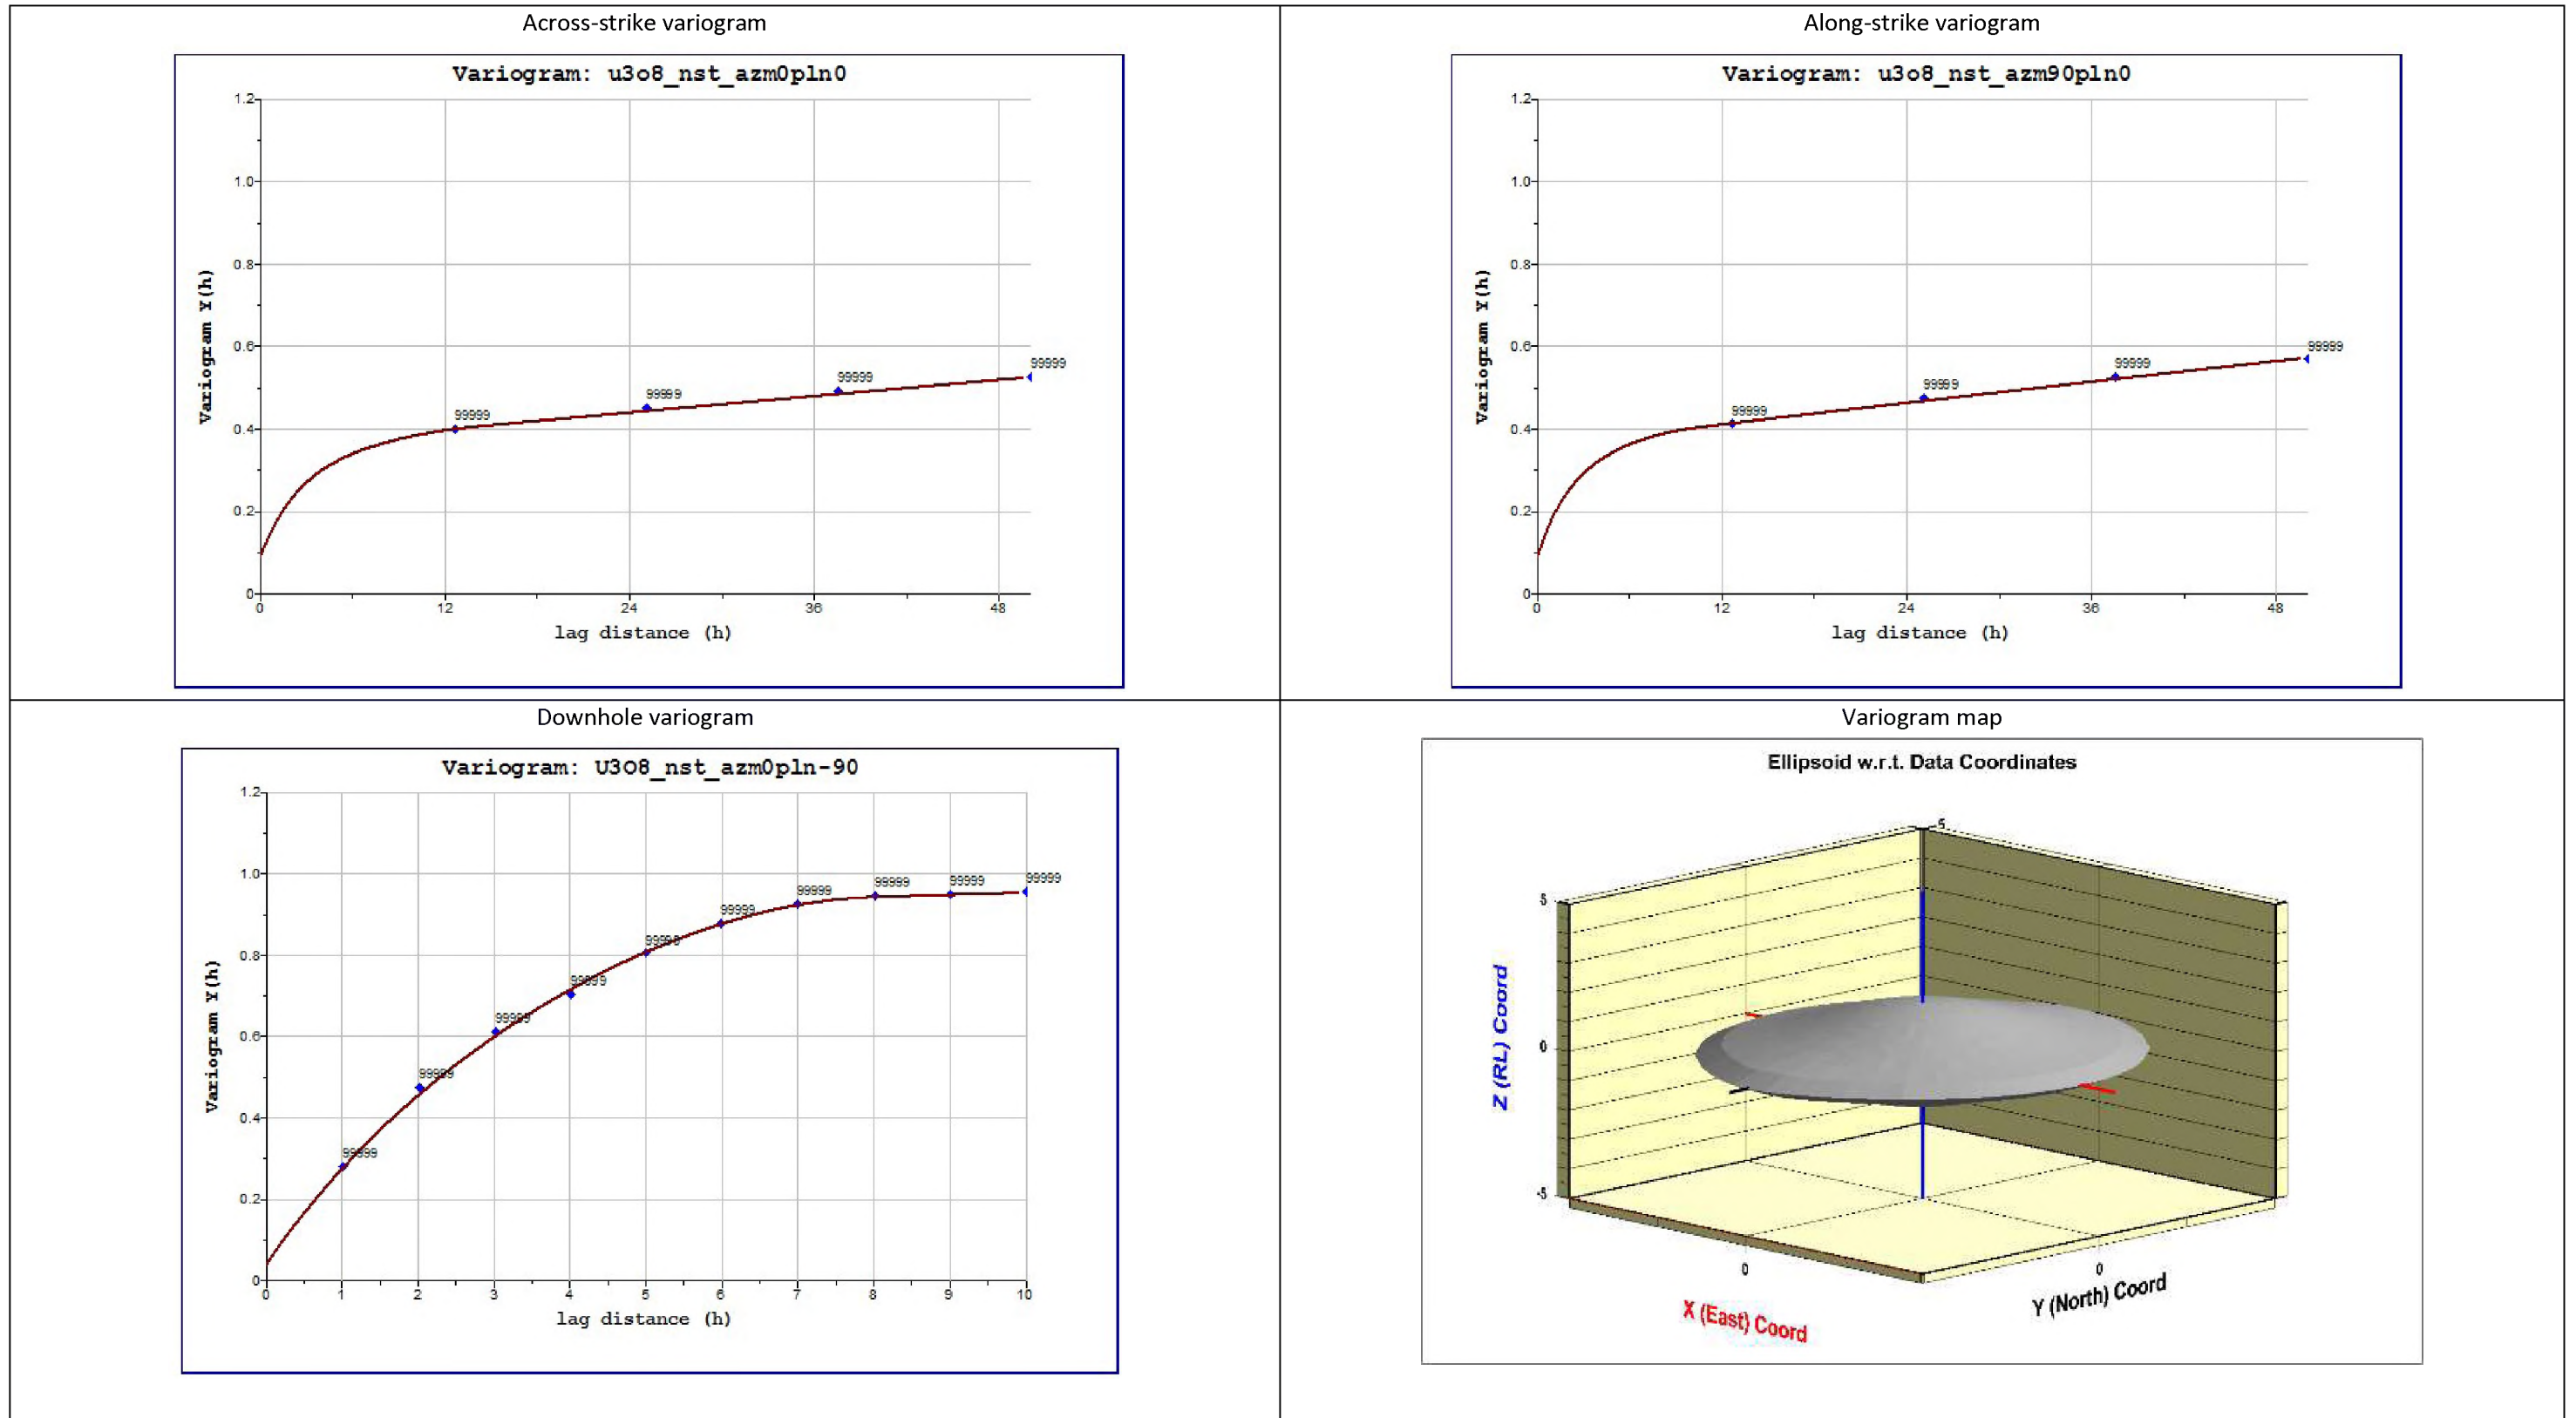 Across-strike variogram
Variogram: u3o8_nst_azm0pln0
1.2
1.0
0.8
0.6
0.4
0.2
0
Variogram Y(h)
99999
99999
99999
99999
0 12 24 36 48
lag distance (h)
Along-strike variogram
Variogram: u3o8_nst_azm90pln0
1.2
1.0
0.8
0.6
0.4
0.2
0
Variogram Y(h)
99999
99999
99999
99999
0 12 24 36 48
lag distance (h)
Downhole variogram
Variogram: U3O8_nst_azm0pln-90
1.2
1.0
0.8
0.6
0.4
0.2
0
Variogram Y(h)
99999
99999
99999
99999
99999
99999
99999
99999
99999
99999
0 1 2 3 4 5 6 7 8 9 10
lag distance (h)
Variogram map
Ellipsoid w.r.t. Data Coordinates
5
5
0
-5
Z (RL) Coord
0
0
X (East) Coord
Y (North) Coord